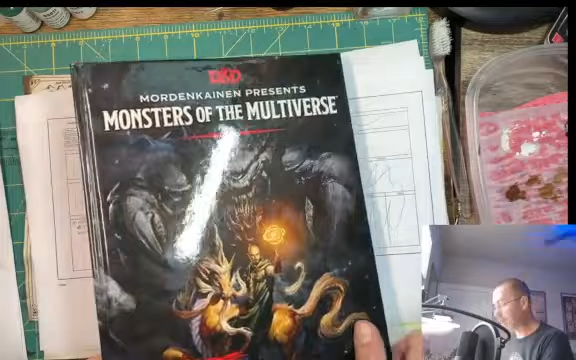 D&D
MORDENKAINEN PRESENTS
MONSTERS OF THE MULTIVERSE